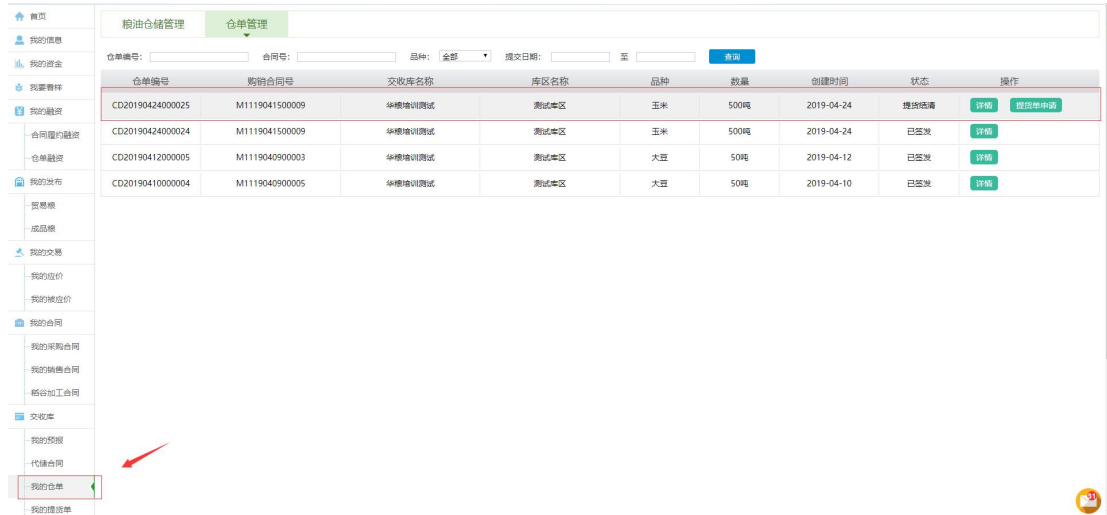 首页
我的信息
我的资金
我要看样
我的融资
合同履约融资
仓单融资
我的发布
贸易粮
成品粮
我的交易
我的应价
我的被应价
我的合同
我的采购合同
我的销售合同
稻谷加工合同
交收库
我的预报
代储合同
我的仓单
我的提货单
粮油仓储管理 仓单管理
仓单编号: 合同号: 品种: 全部 提交日期: 至 查询
仓单编号 购销合同号 交收库名称 库区名称 品种 数量 创建时间 状态 操作
CD20190424000025 M1119041500009 华粮培训测试 测试库区 玉米 500吨 2019-04-24 提货结清 详情 提货单申请
CD20190424000024 M1119041500009 华粮培训测试 测试库区 玉米 500吨 2019-04-24 已签发 详情
CD20190412000005 M1119040900003 华粮培训测试 测试库区 大豆 50吨 2019-04-12 已签发 详情
CD20190410000004 M1119040900005 华粮培训测试 测试库区 大豆 50吨 2019-04-10 已签发 详情